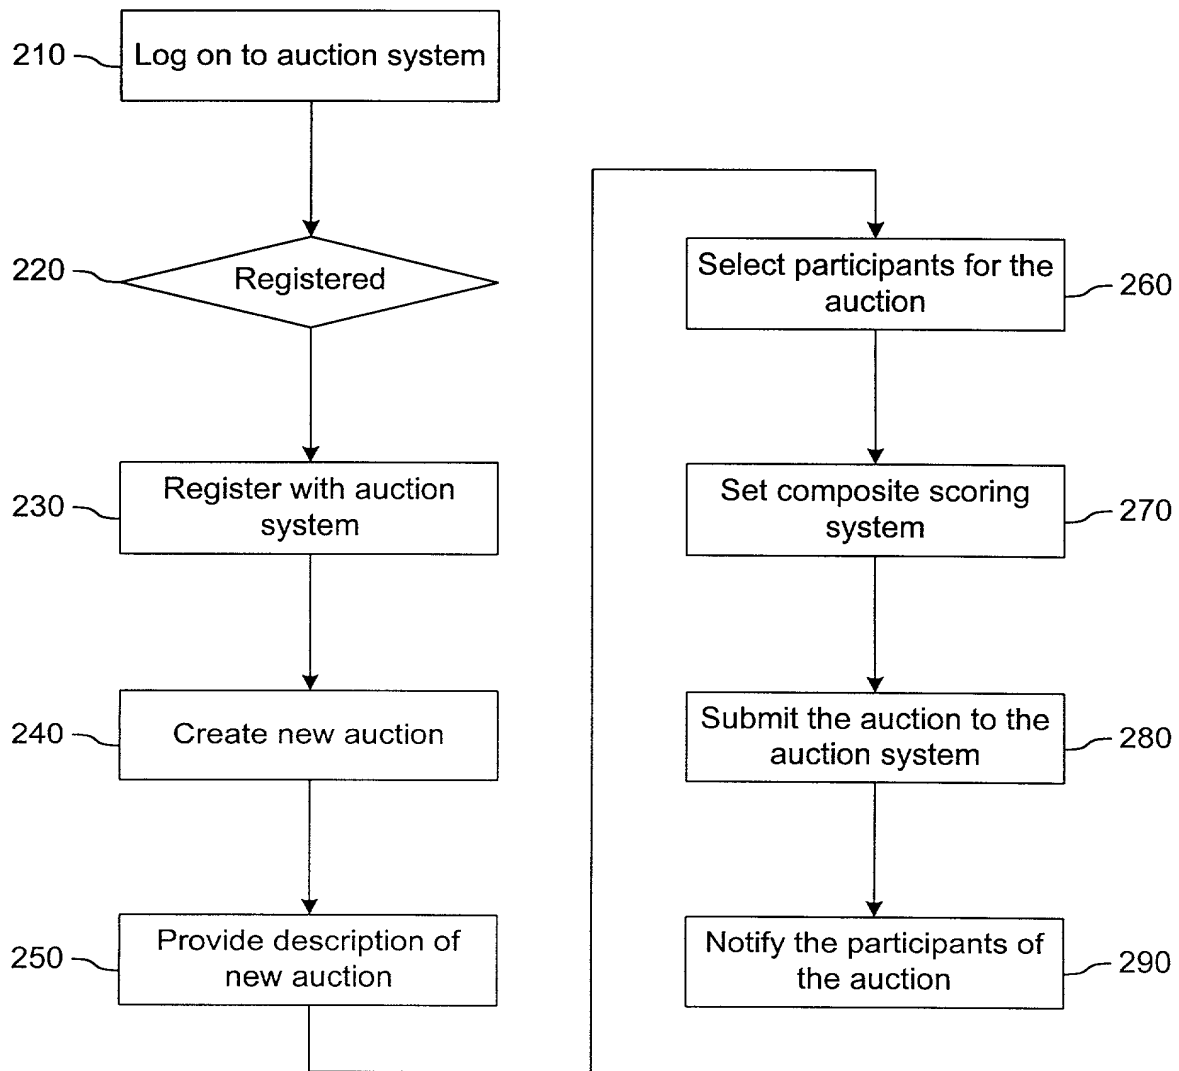 210
Log on to auction system
220
Registered
230
Register with auction
system
240
Create new auction
250
Provide description of
new auction
Select participants for the
auction
260
Set composite scoring
system
270
Submit the auction to the
auction system
280
Notify the participants of
the auction
290